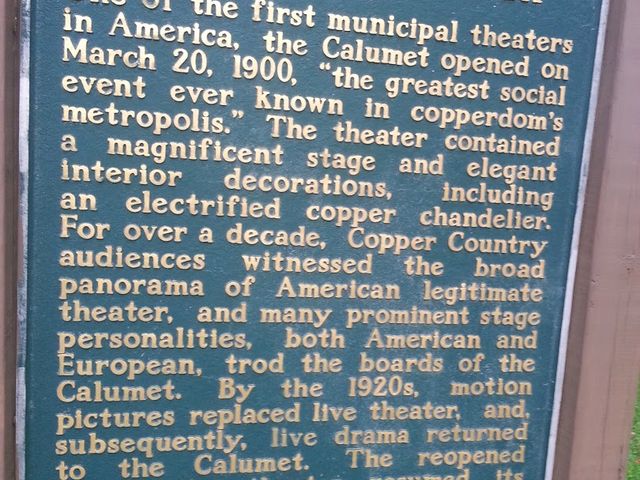 of the first municipal theaters
in America, the Calumet opened on
March 20, 1900, "the greatest social
event ever known in copperdom's
metropolis." The theater contained
a magnificent stage and elegant
interior decorations, including
an electrified copper chandelier.
For over a decade, Copper Country
audiences witnessed the broad
panorama of American legitimate
theater, and many prominent stage
personalities, both American and
European, trod the boards of the
Calumet. By the 1920s, motion
pictures replaced live theater, and,
subsequently, live drama returned
to the Calumet. The reopened
resumed its